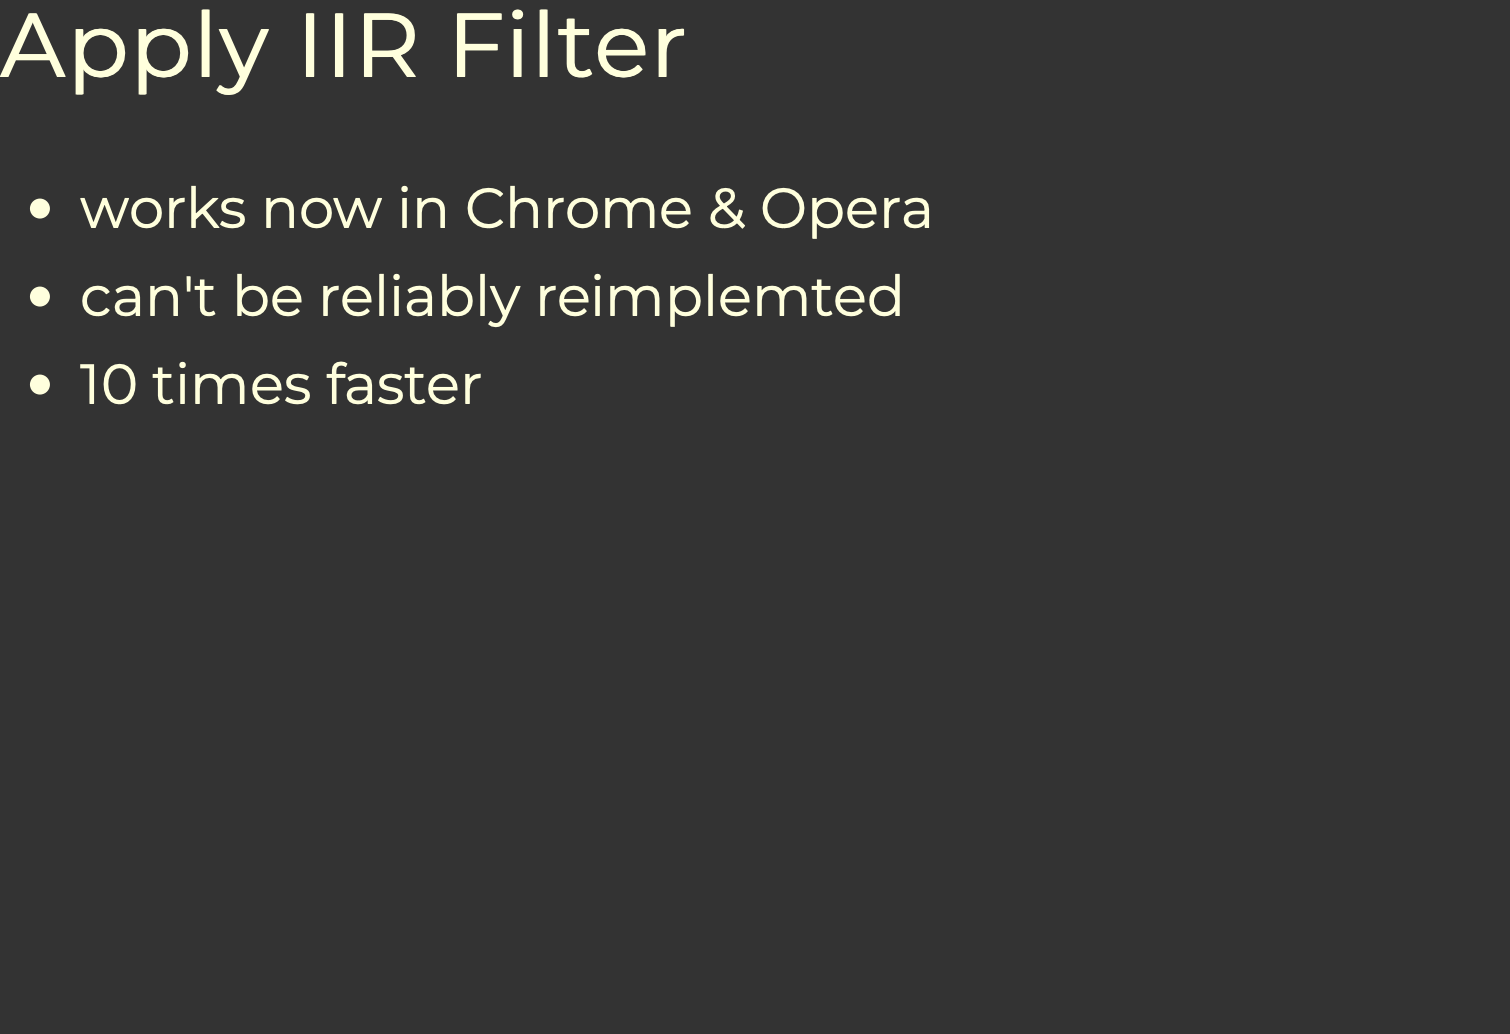 Apply IIR Filter
works now in Chrome & Opera
can't be reliably reimplemted
10 times faster